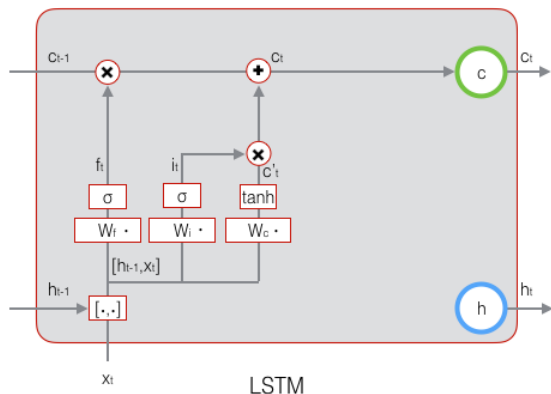 ct-1
ct
c
ct
ft
it
c't
σ
σ
tanh
Wf ·
Wi ·
Wc ·
[ht-1,xt]
ht-1
[.,.]
h
ht
xt
LSTM